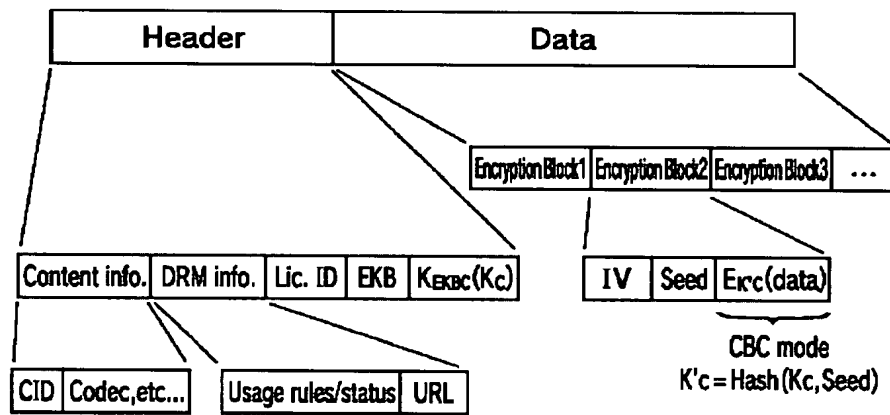 Header Data
Encryption Block1 Encryption Block2 Encryption Block3 ...
Content info. DRM info. Lic. ID EKB KEKBC(Kc)
IV Seed EK'C(data)
CBC mode
K'c = Hash(Kc, Seed)
CID Codec,etc... Usage rules/status URL